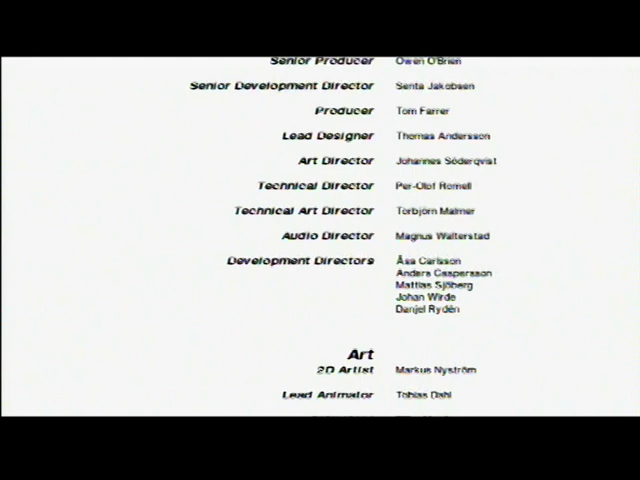 Senior Producer Owen O'Brien
Senior Development Director Senta Jakobsen
Producer Tom Farrer
Lead Designer Thomas Andersson
Art Director Johannes Söderqvist
Technical Director Per-Olof Romell
Technical Art Director Torbjörn Malmer
Audio Director Magnus Walterstad
Development Directors Åsa Carlsson
Anders Caspersson
Mattias Sjöberg
Johan Wirde
Danjel Rydén
Art
2D Artist Markus Nyström
Lead Animator Tobias Dahl